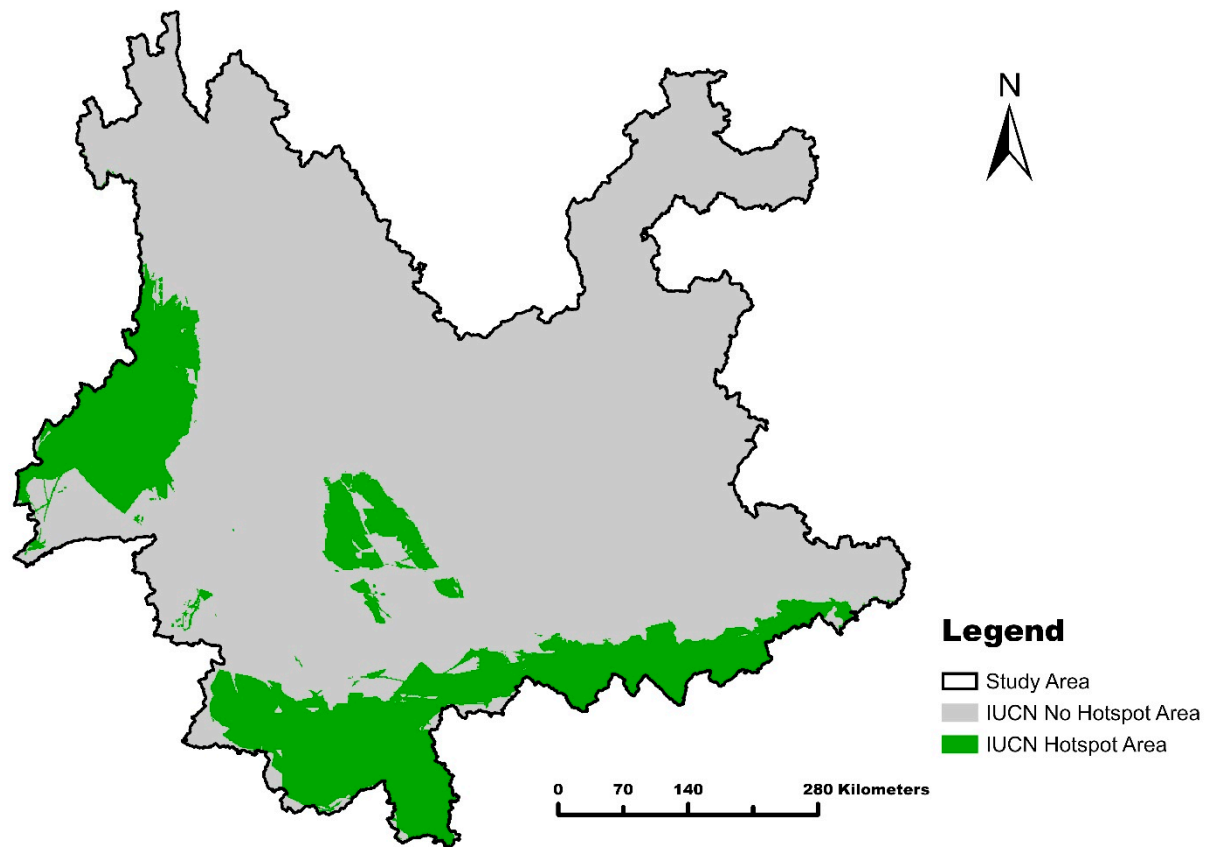 N
Legend
Study Area
IUCN No Hotspot Area
IUCN Hotspot Area
0 70 140 280 Kilometers